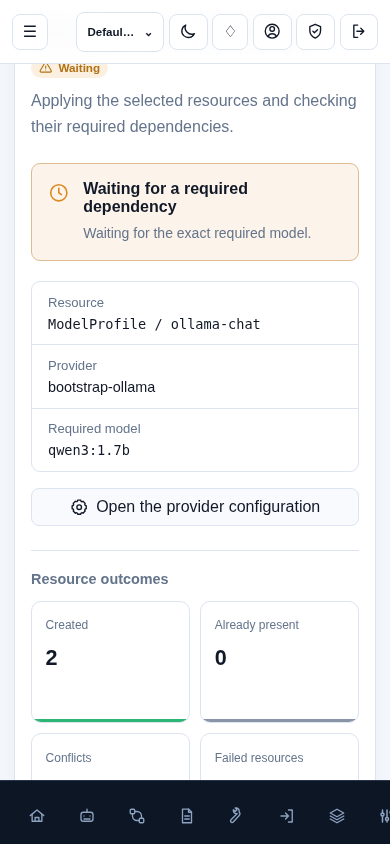 Defaul...
Waiting
Applying the selected resources and checking
their required dependencies.
Waiting for a required
dependency
Waiting for the exact required model.
Resource
ModelProfile / ollama-chat
Provider
bootstrap-ollama
Required model
qwen3:1.7b
Open the provider configuration
Resource outcomes
Created
Already present
2
0
Conflicts
Failed resources